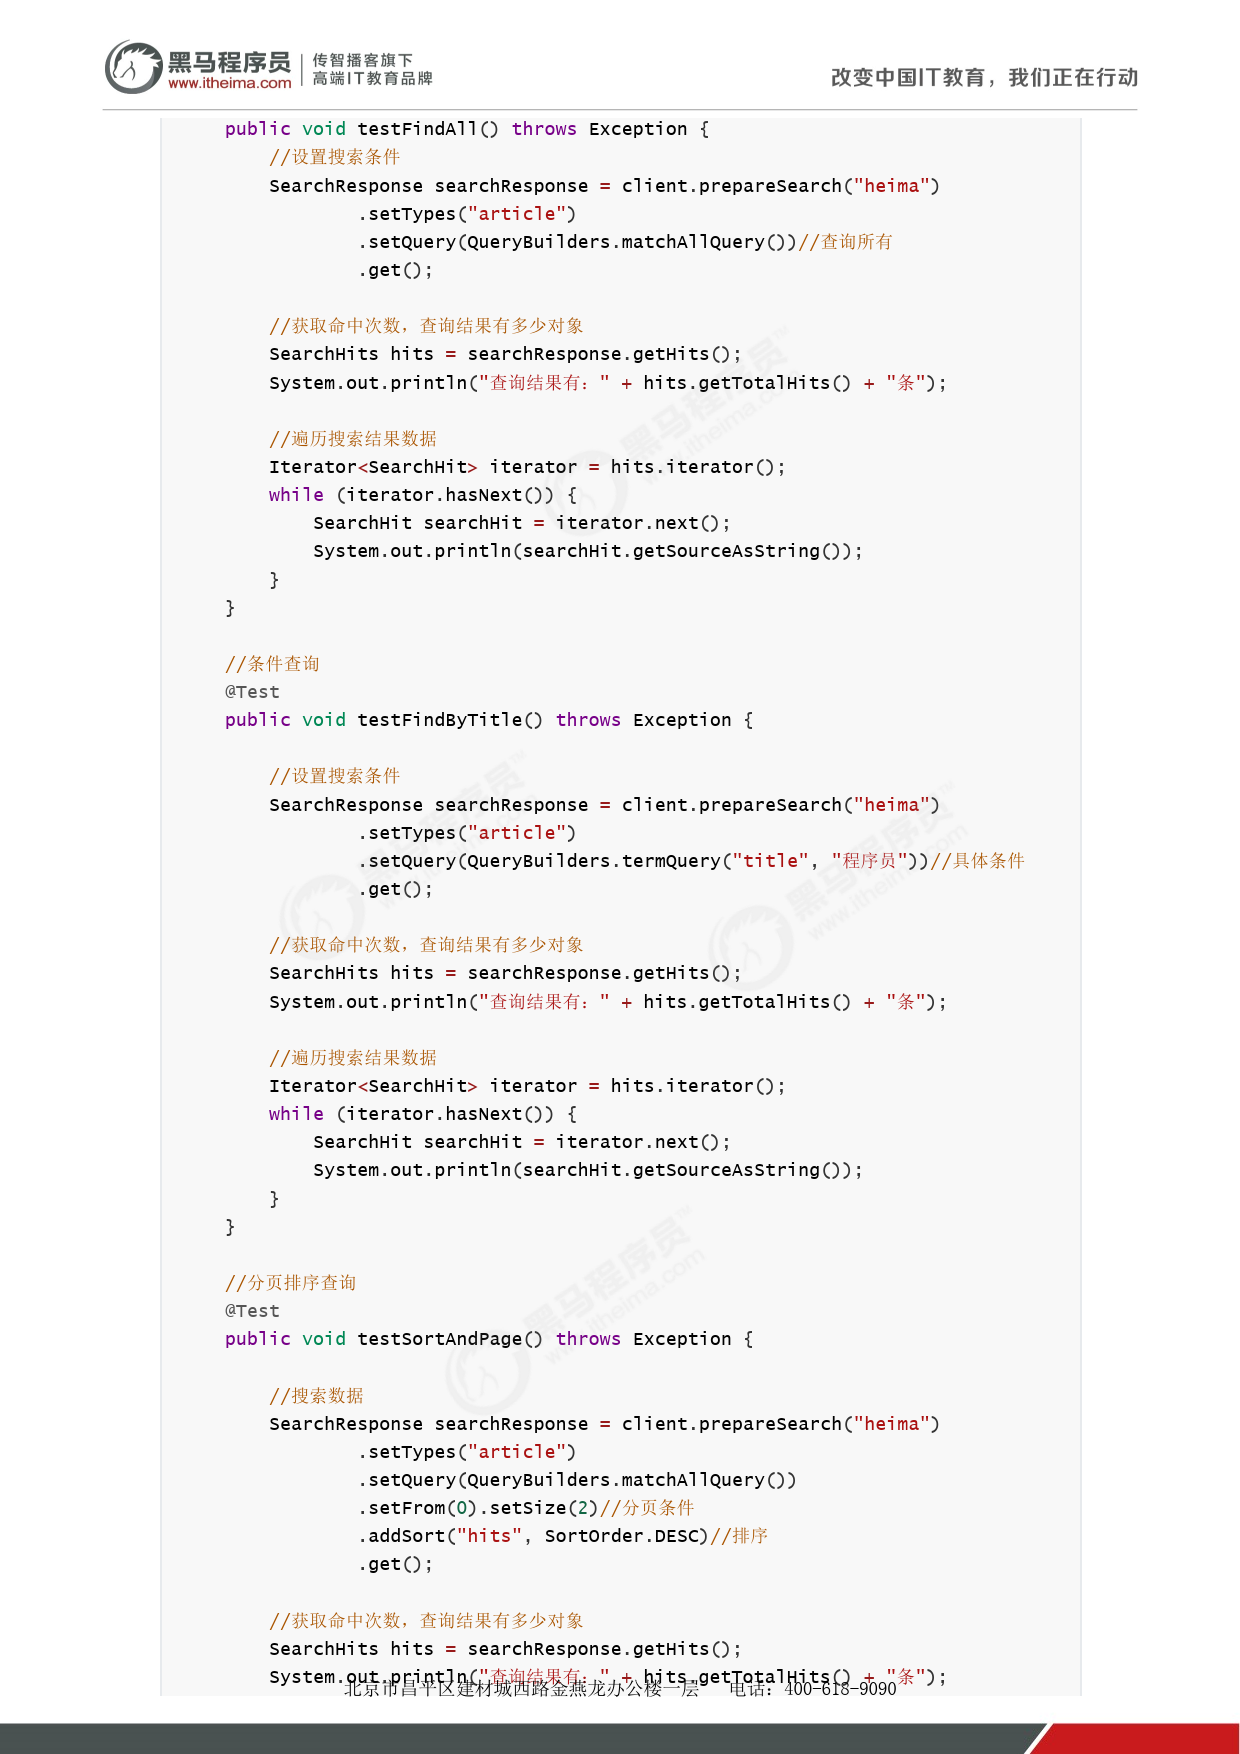 黑马程序员
www.itheima.com
传智播客旗下
高端IT教育品牌
改变中国IT教育，我们正在行动
public void testFindAll() throws Exception {
//设置搜索条件
SearchResponse searchResponse = client.prepareSearch("heima")
.setTypes("article")
.setQuery(QueryBuilders.matchAllQuery())//查询所有
.get();
//获取命中次数，查询结果有多少对象
SearchHits hits = searchResponse.getHits();
System.out.println("查询结果有：" + hits.getTotalHits() + "条");
//遍历搜索结果数据
Iterator<SearchHit> iterator = hits.iterator();
while (iterator.hasNext()) {
SearchHit searchHit = iterator.next();
System.out.println(searchHit.getSourceAsString());
}
}
//条件查询
@Test
public void testFindByTitle() throws Exception {
//设置搜索条件
SearchResponse searchResponse = client.prepareSearch("heima")
.setTypes("article")
.setQuery(QueryBuilders.termQuery("title", "程序员"))//具体条件
.get();
//获取命中次数，查询结果有多少对象
SearchHits hits = searchResponse.getHits();
System.out.println("查询结果有：" + hits.getTotalHits() + "条");
//遍历搜索结果数据
Iterator<SearchHit> iterator = hits.iterator();
while (iterator.hasNext()) {
SearchHit searchHit = iterator.next();
System.out.println(searchHit.getSourceAsString());
}
}
//分页排序查询
@Test
public void testSortAndPage() throws Exception {
//搜索数据
SearchResponse searchResponse = client.prepareSearch("heima")
.setTypes("article")
.setQuery(QueryBuilders.matchAllQuery())
.setFrom(0).setSize(2)//分页条件
.addSort("hits", SortOrder.DESC)//排序
.get();
//获取命中次数，查询结果有多少对象
SearchHits hits = searchResponse.getHits();
System.out.println("查询结果有：" + hits.getTotalHits() + "条");
北京市昌平区建材城西路金燕龙办公楼一层 电话：400-618-9090